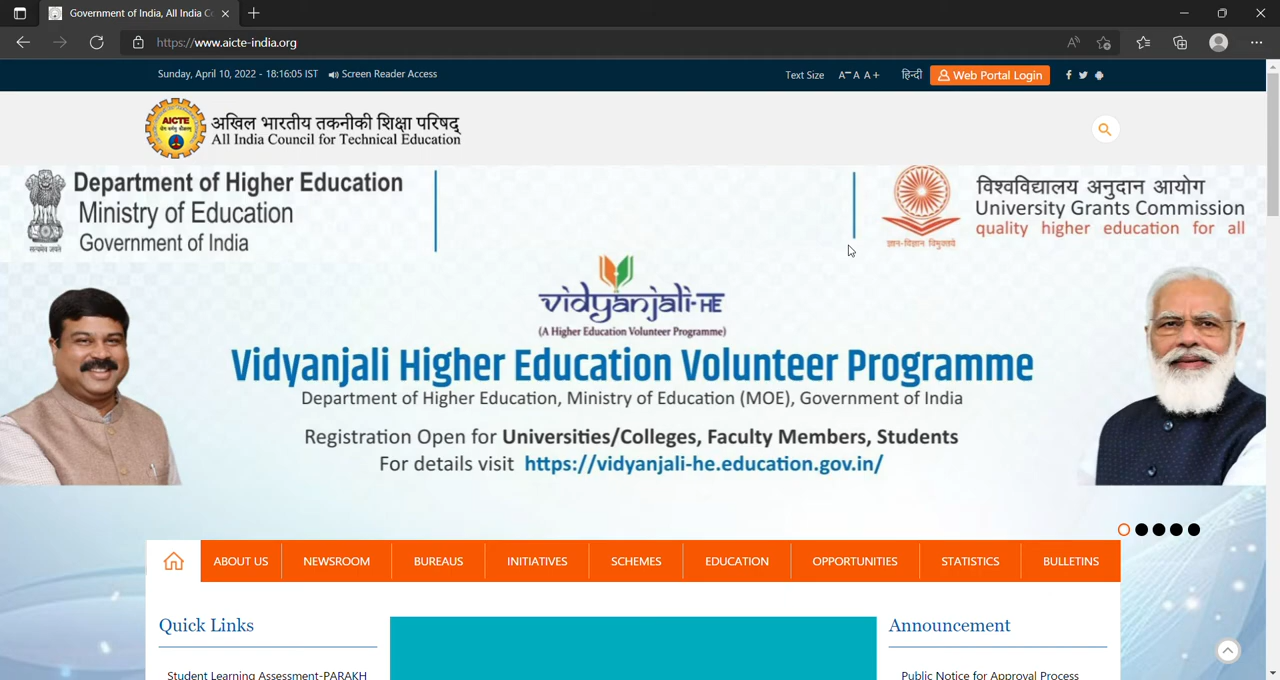 Government of India, All India C
https://www.aicte-india.org
Sunday, April 10, 2022 - 18:16:05 IST
Screen Reader Access
Text Size
A- A A+
हिन्दी
Web Portal Login
AICTE
अखिल भारतीय तकनीकी शिक्षा परिषद्
All India Council for Technical Education
Department of Higher Education
Ministry of Education
Government of India
सत्यमेव जयते
विश्वविद्यालय अनुदान आयोग
University Grants Commission
quality higher education for all
ज्ञान-विज्ञान विमुक्तये
vidyanjali-HE
(A Higher Education Volunteer Programme)
Vidyanjali Higher Education Volunteer Programme
Department of Higher Education, Ministry of Education (MOE), Government of India
Registration Open for Universities/Colleges, Faculty Members, Students
For details visit https://vidyanjali-he.education.gov.in/
ABOUT US
NEWSROOM
BUREAUS
INITIATIVES
SCHEMES
EDUCATION
OPPORTUNITIES
STATISTICS
BULLETINS
Quick Links
Student Learning Assessment-PARAKH
Announcement
Public Notice for Approval Process